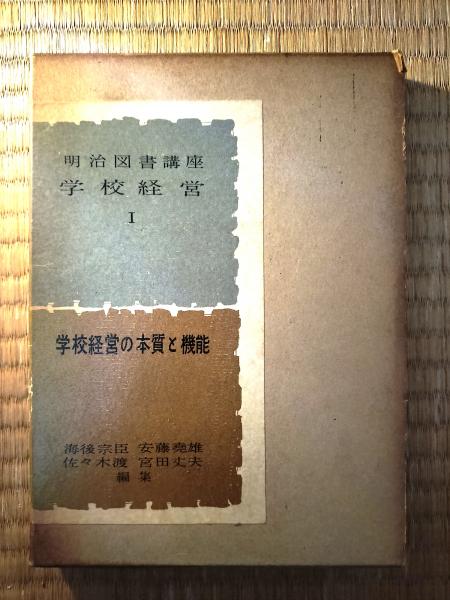 明治図書講座
学校経営
I
学校経営の本質と機能
海後宗臣 安藤堯雄
佐々木渡 宮田丈夫
編集